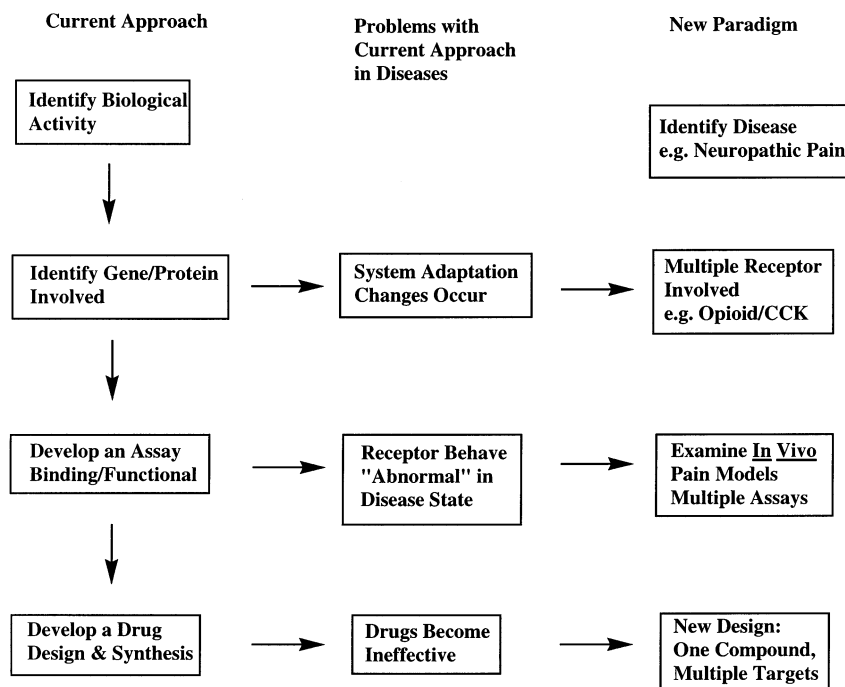 Current Approach
Problems with
Current Approach
in Diseases
New Paradigm
Identify Biological
Activity
Identify Disease
e.g. Neuropathic Pain
Identify Gene/Protein
Involved
System Adaptation
Changes Occur
Multiple Receptor
Involved
e.g. Opioid/CCK
Develop an Assay
Binding/Functional
Receptor Behave
"Abnormal" in
Disease State
Examine In Vivo
Pain Models
Multiple Assays
Develop a Drug
Design & Synthesis
Drugs Become
Ineffective
New Design:
One Compound,
Multiple Targets